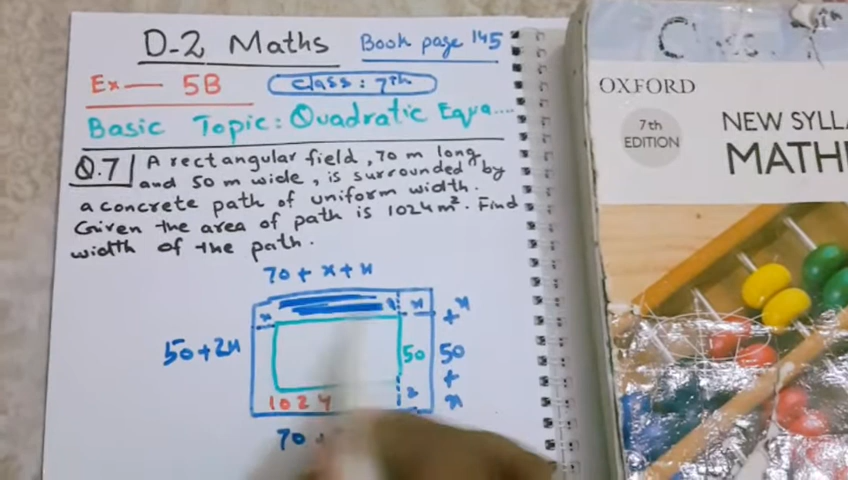 D-2 Maths
Book page 145
Ex — 5B
Class: 7th
Basic Topic: Quadratic Equa....
Q.7 A rectangular field, 70 m long
and 50 m wide, is surrounded by
a concrete path of uniform width.
Given the area of path is 1024 m². Find
width of the path.
70 + x + x
x
x
x
50+2x
50
50
+
+
x
1024
70
OXFORD
7th
EDITION
NEW SYLLA
MATH